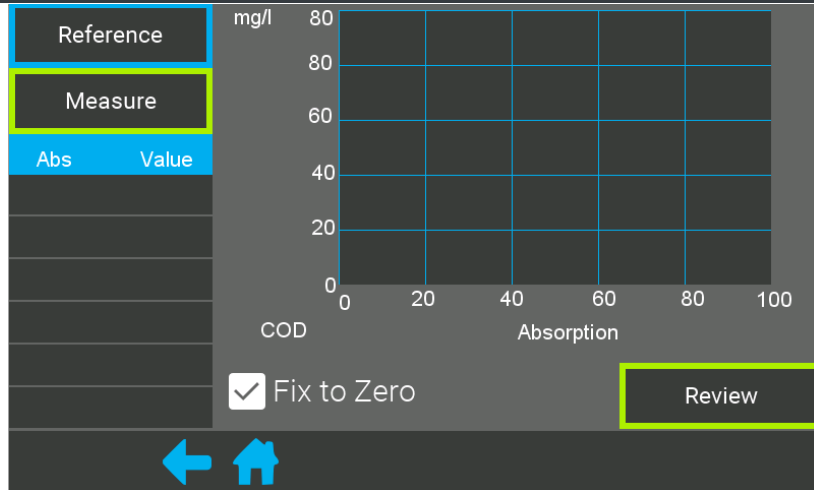 Reference
Measure
Abs Value
mg/l
80
80
60
40
20
0
0 20 40 60 80 100
COD Absorption
Fix to Zero
Review